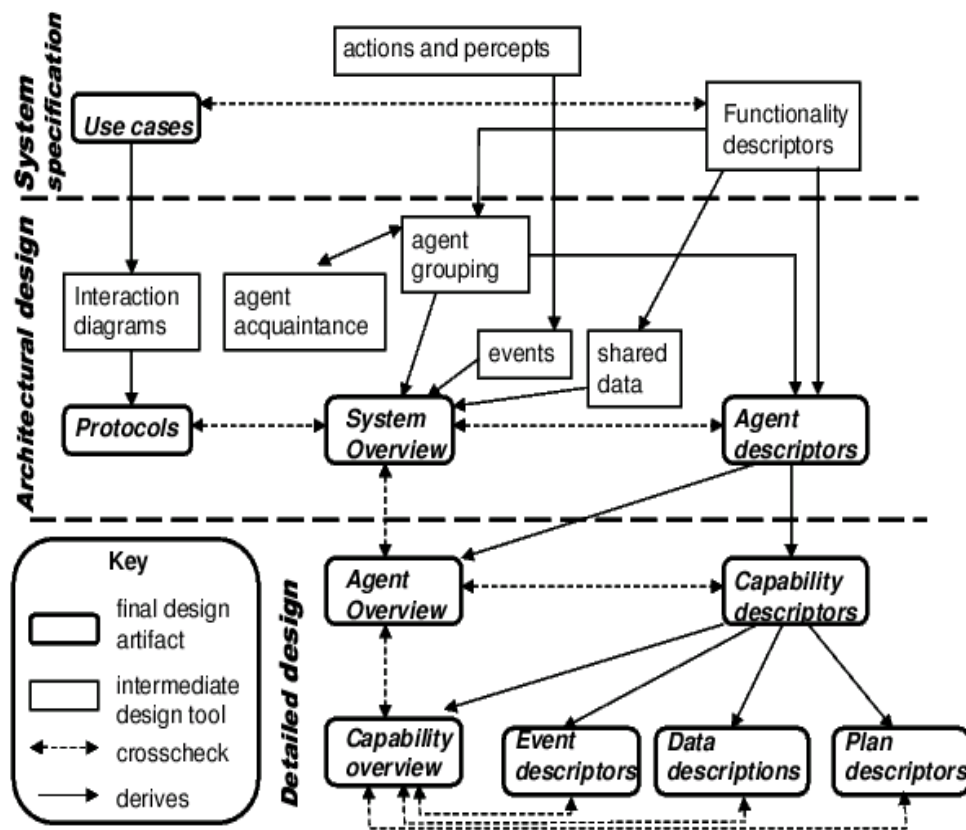 System
specification
actions and percepts
Use cases
Functionality
descriptors
Architectural design
agent
grouping
Interaction
diagrams
agent
acquaintance
events
shared
data
Protocols
System
Overview
Agent
descriptors
Detailed design
Agent
Overview
Capability
descriptors
Capability
overview
Event
descriptors
Data
descriptions
Plan
descriptors
Key
final design
artifact
intermediate
design tool
crosscheck
derives